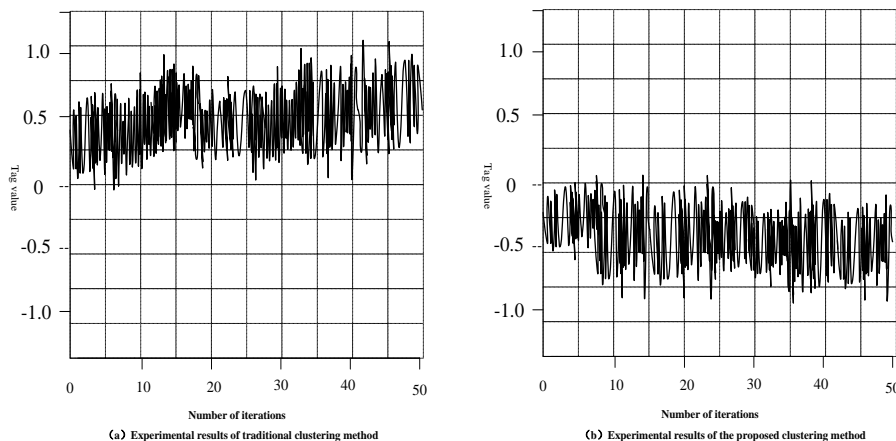 1.0
0.5
0
-0.5
-1.0
Tag value
0 10 20 30 40 50
Number of iterations
（a）Experimental results of traditional clustering method
1.0
0.5
0
-0.5
-1.0
Tag value
0 10 20 30 40 50
Number of iterations
（b）Experimental results of the proposed clustering method